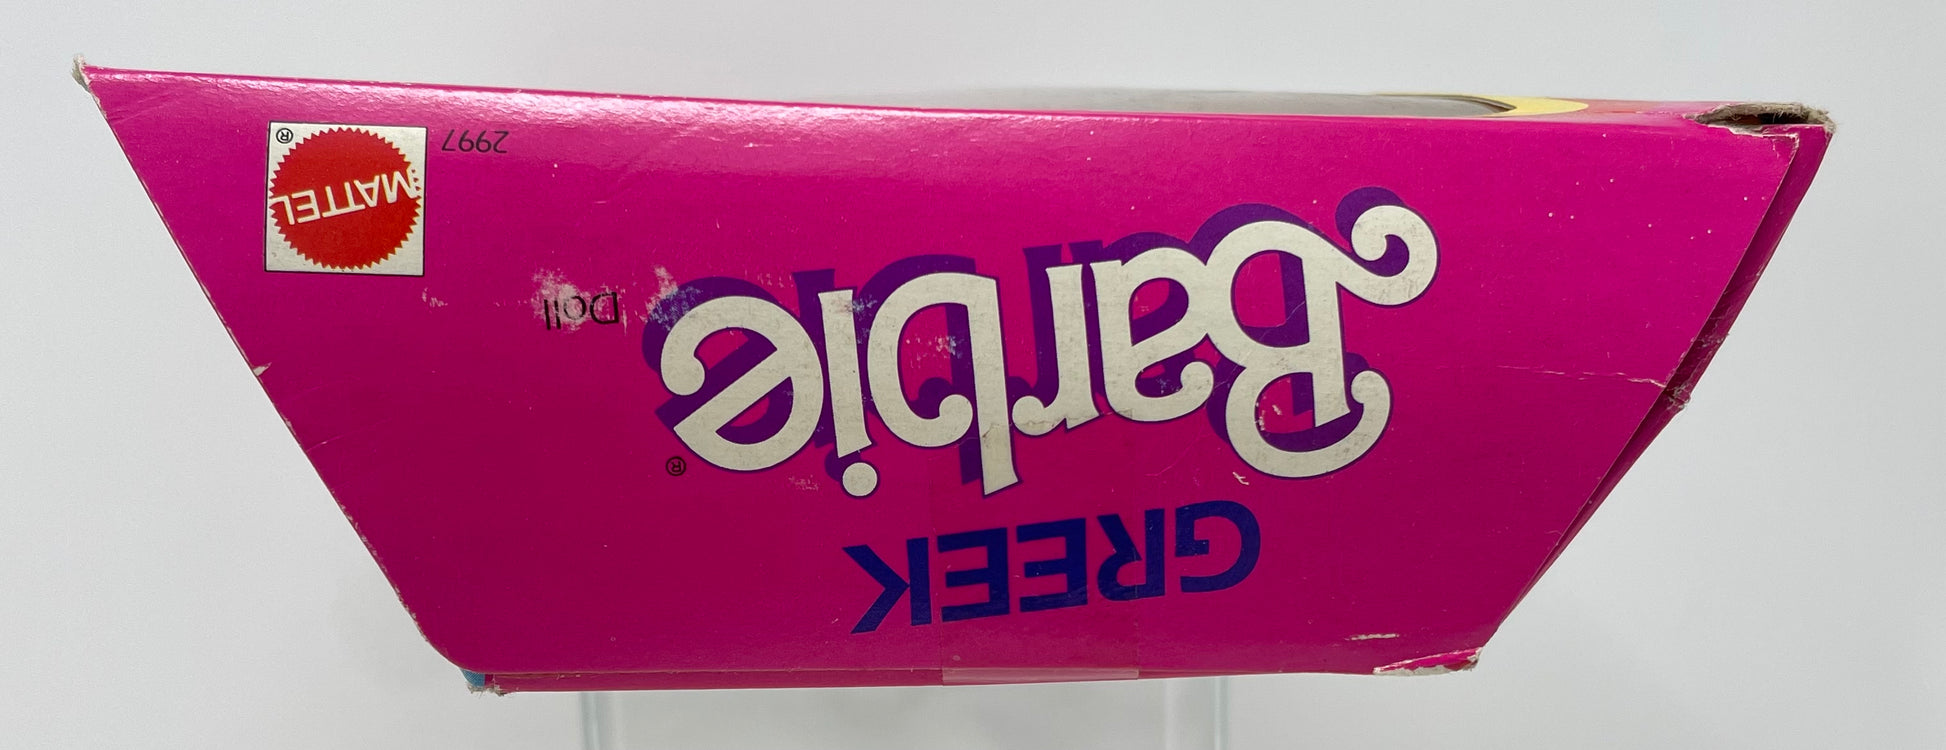 GREEK
Barbie®
Doll
2997
MATTEL
®